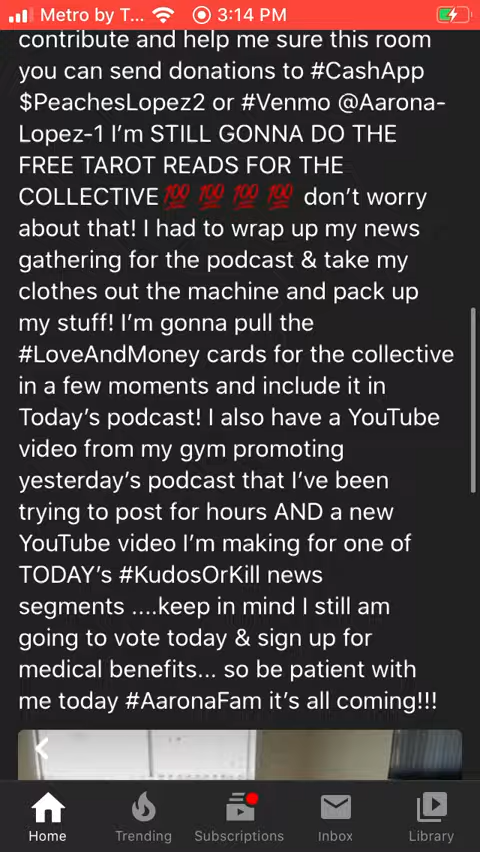 Metro by T... 3:14 PM
contribute and help me sure this room
you can send donations to #CashApp
$PeachesLopez2 or #Venmo @Aarona-
Lopez-1 I’m STILL GONNA DO THE
FREE TAROT READS FOR THE
COLLECTIVE💯 💯 💯 💯 don’t worry
about that! I had to wrap up my news
gathering for the podcast & take my
clothes out the machine and pack up
my stuff! I’m gonna pull the
#LoveAndMoney cards for the collective
in a few moments and include it in
Today’s podcast! I also have a YouTube
video from my gym promoting
yesterday’s podcast that I’ve been
trying to post for hours AND a new
YouTube video I’m making for one of
TODAY’s #KudosOrKill news
segments ....keep in mind I still am
going to vote today & sign up for
medical benefits... so be patient with
me today #AaronaFam it’s all coming!!!
Home Trending Subscriptions Inbox Library